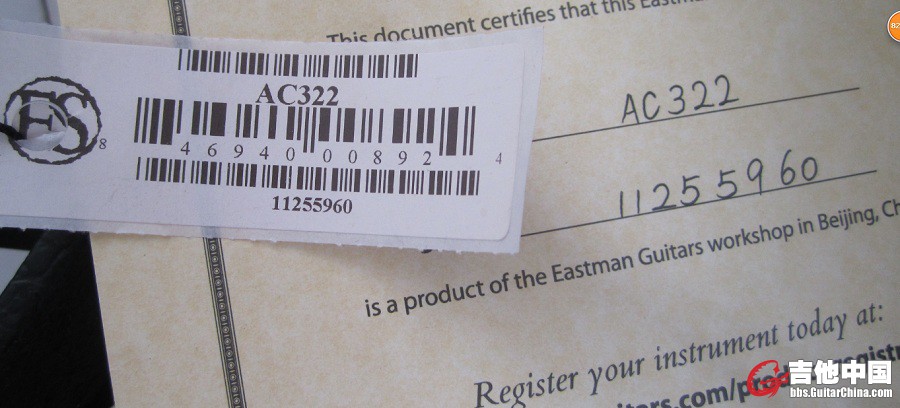 This document certifies that this Eastman
ES
AC322
8 46940 00892 4
11255960
AC322
11255960
is a product of the Eastman Guitars workshop in Beijing, Ch
Register your instrument today at:
吉他中国
bbs.GuitarChina.com